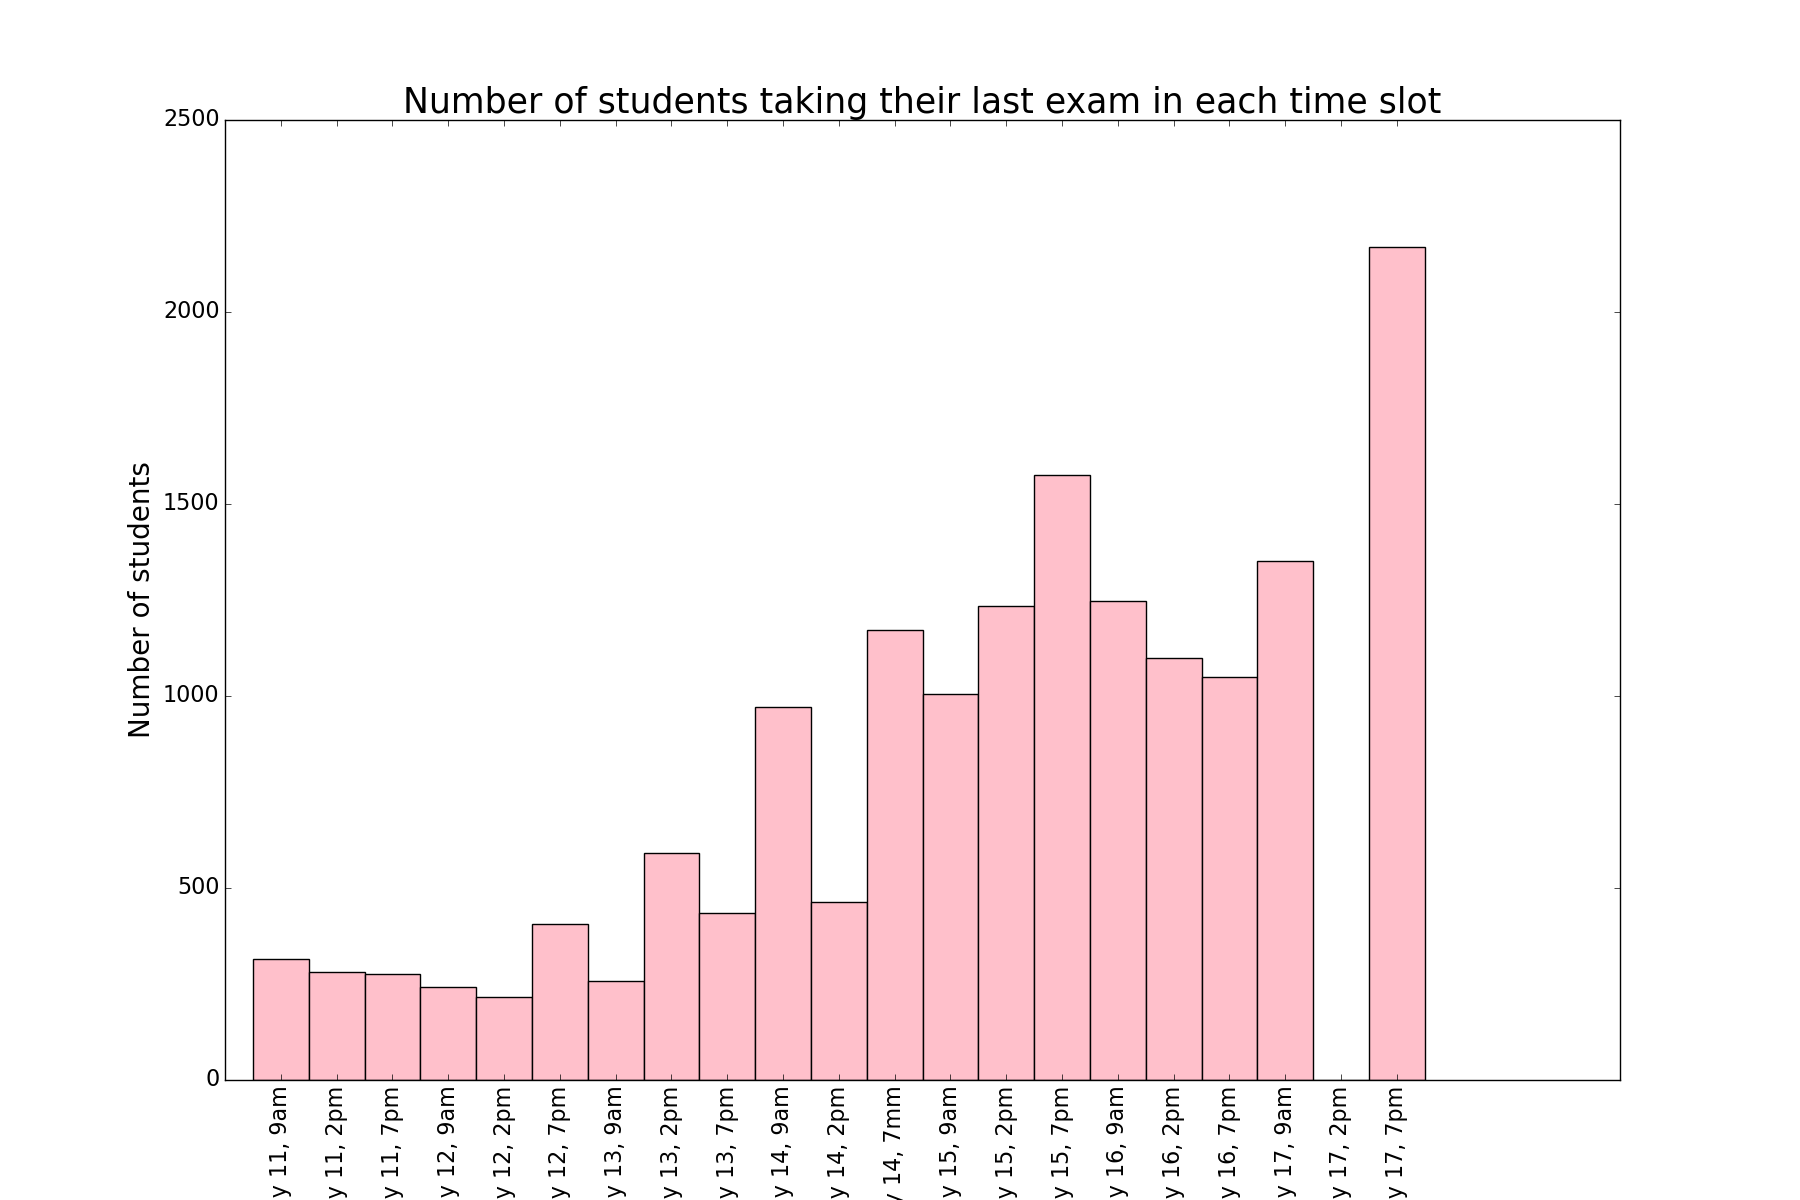 Number of students taking their last exam in each time slot
Number of students
2500
2000
1500
1000
500
0
y 11, 9am
y 11, 2pm
y 11, 7pm
y 12, 9am
y 12, 2pm
y 12, 7pm
y 13, 9am
y 13, 2pm
y 13, 7pm
y 14, 9am
y 14, 2pm
y 14, 7mm
y 15, 9am
y 15, 2pm
y 15, 7pm
y 16, 9am
y 16, 2pm
y 16, 7pm
y 17, 9am
y 17, 2pm
y 17, 7pm